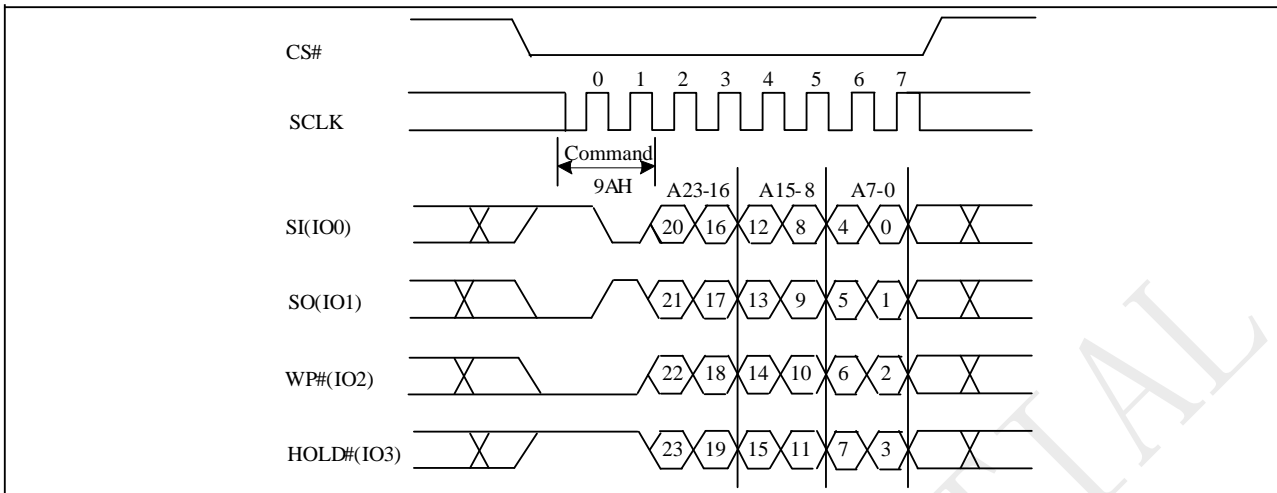 CS#
0 1 2 3 4 5 6 7
SCLK
Command
9AH
A23-16 A15-8 A7-0
SI(IO0) 20 16 12 8 4 0
SO(IO1) 21 17 13 9 5 1
WP#(IO2) 22 18 14 10 6 2
HOLD#(IO3) 23 19 15 11 7 3
TIAL